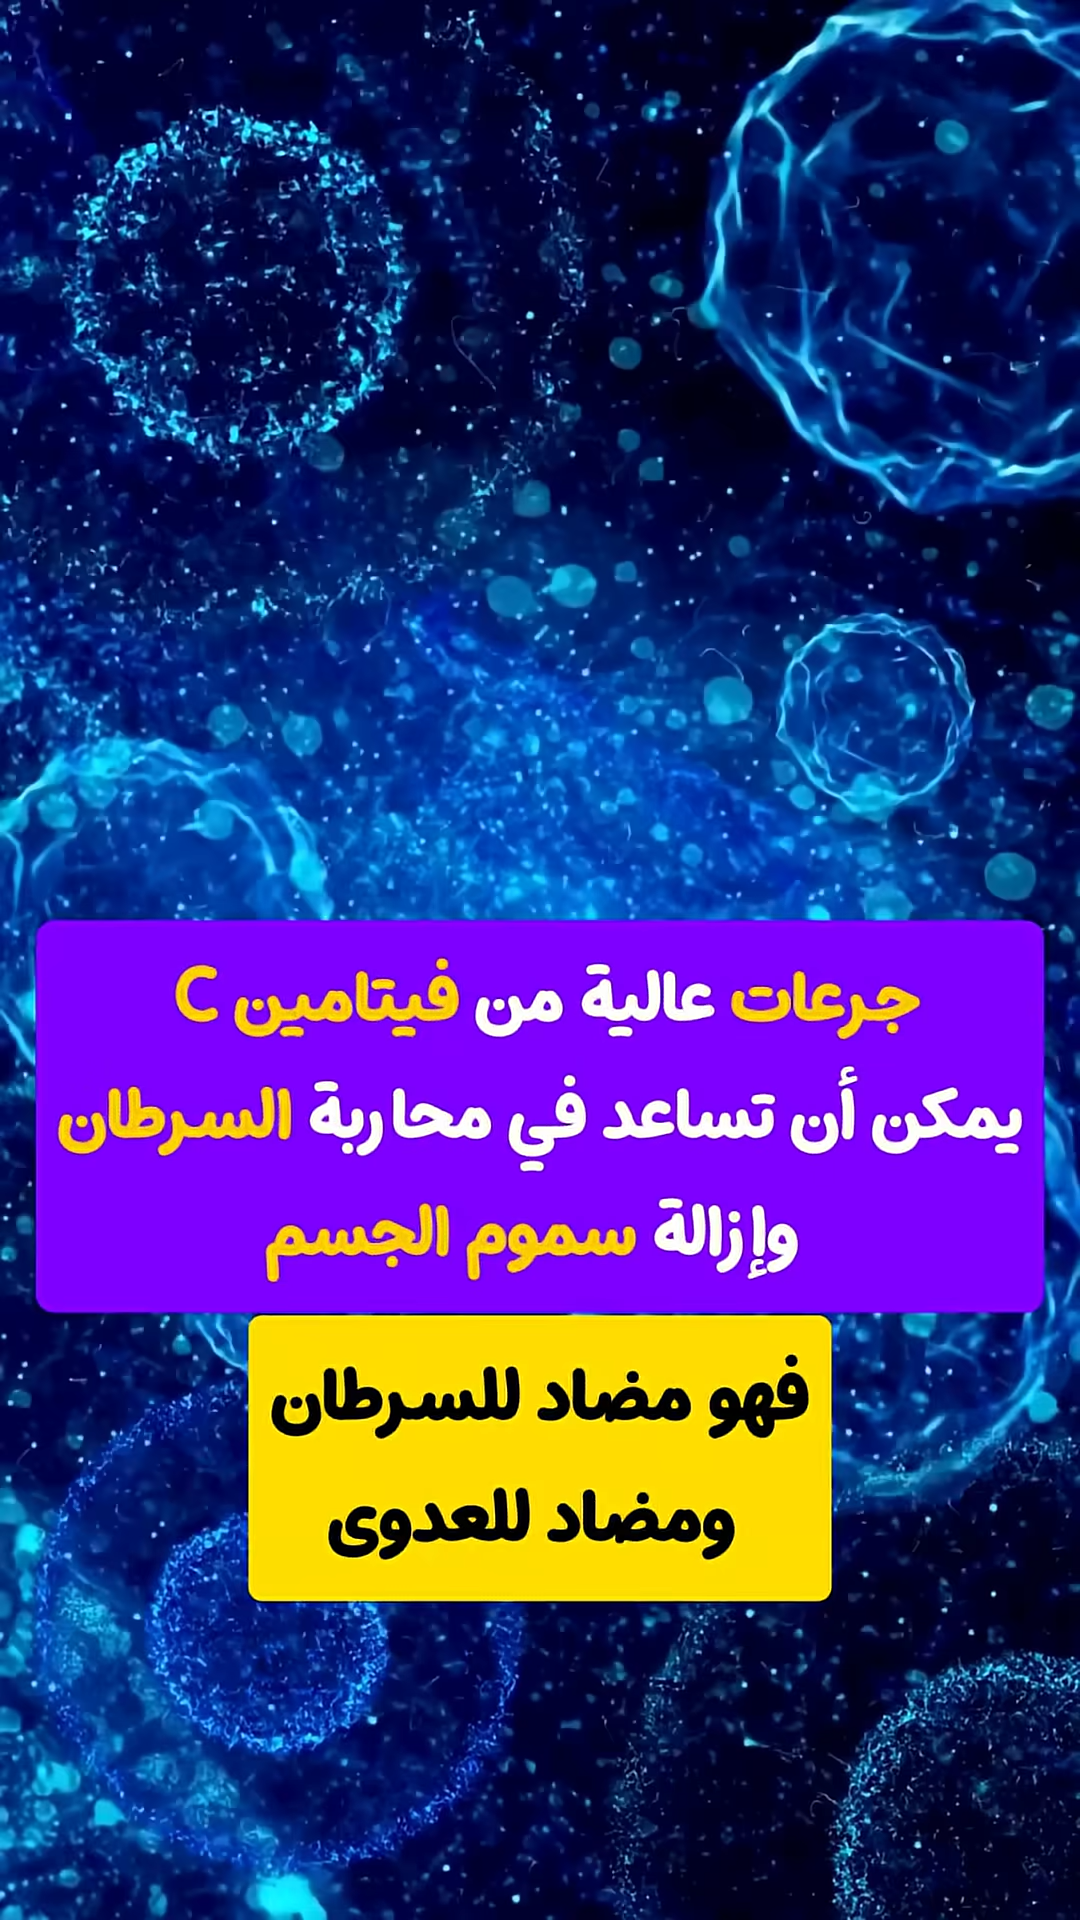 جرعات عالية من فيتامين C
يمكن أن تساعد في محاربة السرطان
وإزالة سموم الجسم
فهو مضاد للسرطان
ومضاد للعدوى